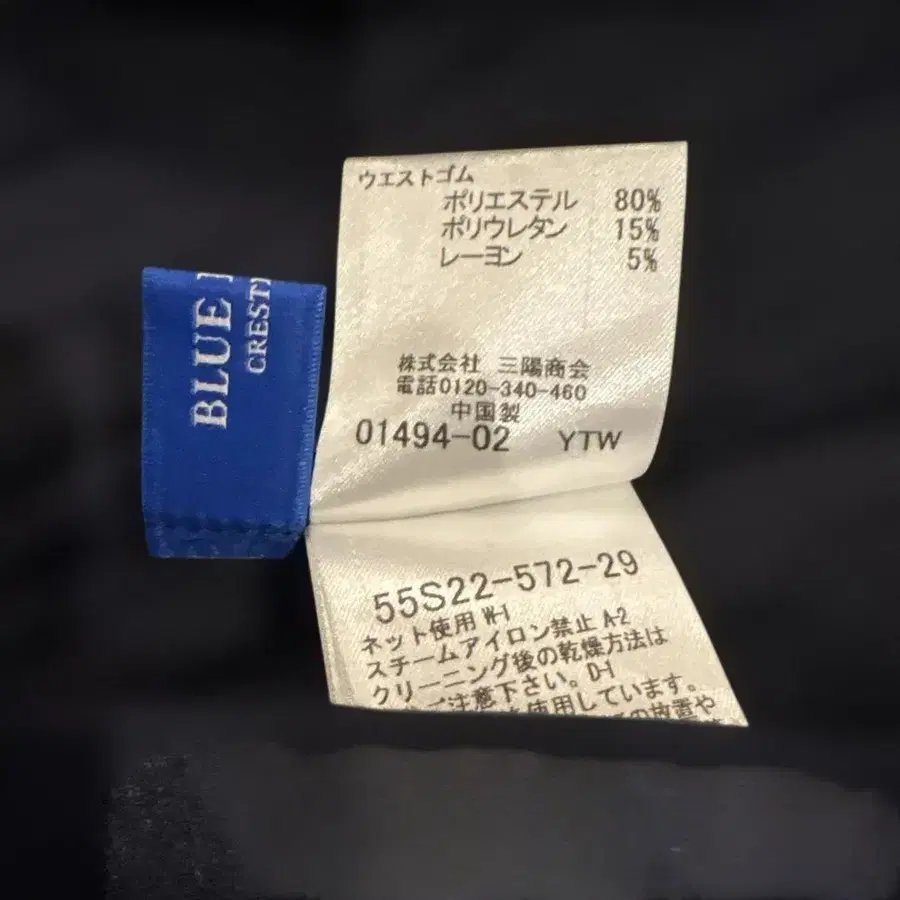 BLUE
CREST
ウエストゴム
ポリエステル 80%
ポリウレタン 15%
レーヨン 5%
株式会社 三陽商会
電話0120-340-460
中国製
01494-02 YTW
55S22-572-29
ネット使用 W-1
スチームアイロン禁止 A-2
クリーニング後の乾燥方法は
ご注意下さい。D-1
使用しています。
の放置や